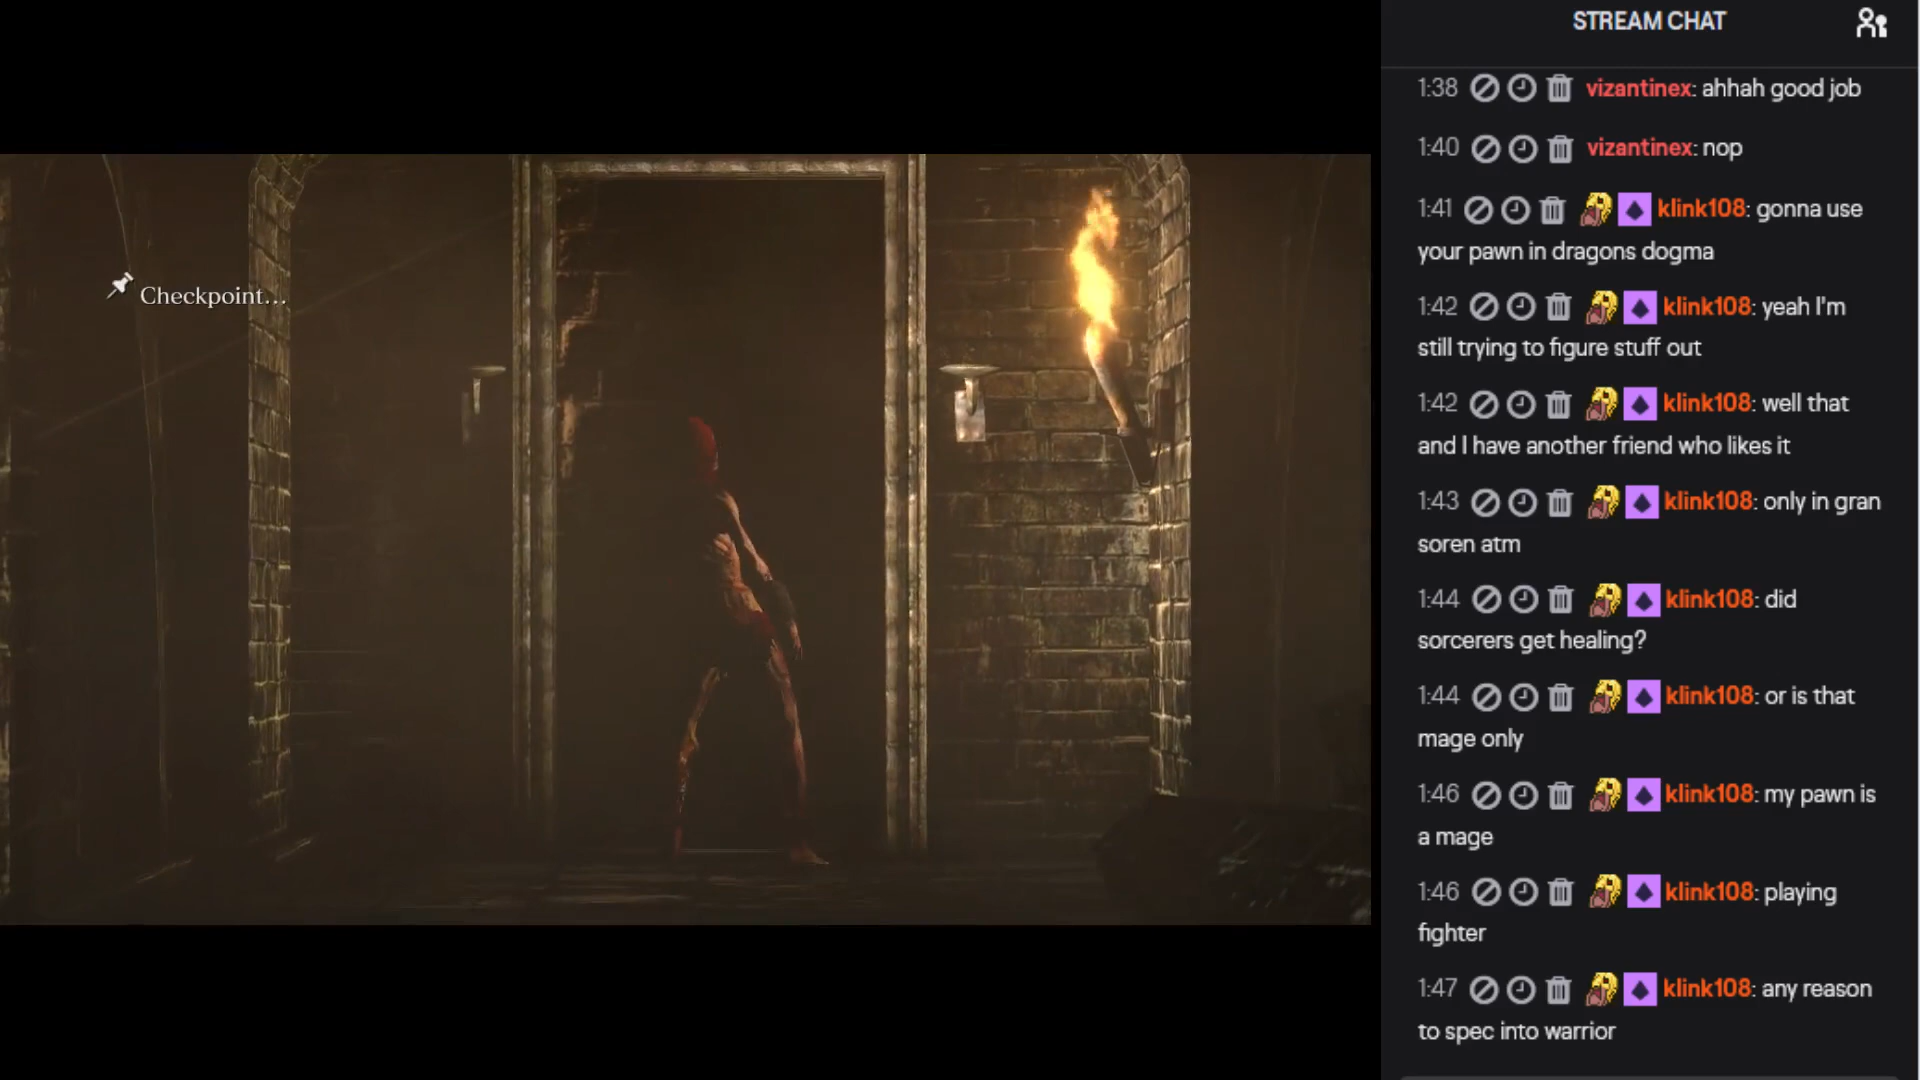 STREAM CHAT
1:38 vizantinex: ahhah good job
1:40 vizantinex: nop
1:41 klink108: gonna use
your pawn in dragons dogma
1:42 klink108: yeah I'm
still trying to figure stuff out
1:42 klink108: well that
and I have another friend who likes it
1:43 klink108: only in gran
soren atm
1:44 klink108: did
sorcerers get healing?
1:44 klink108: or is that
mage only
1:46 klink108: my pawn is
a mage
1:46 klink108: playing
fighter
1:47 klink108: any reason
to spec into warrior
Checkpoint...